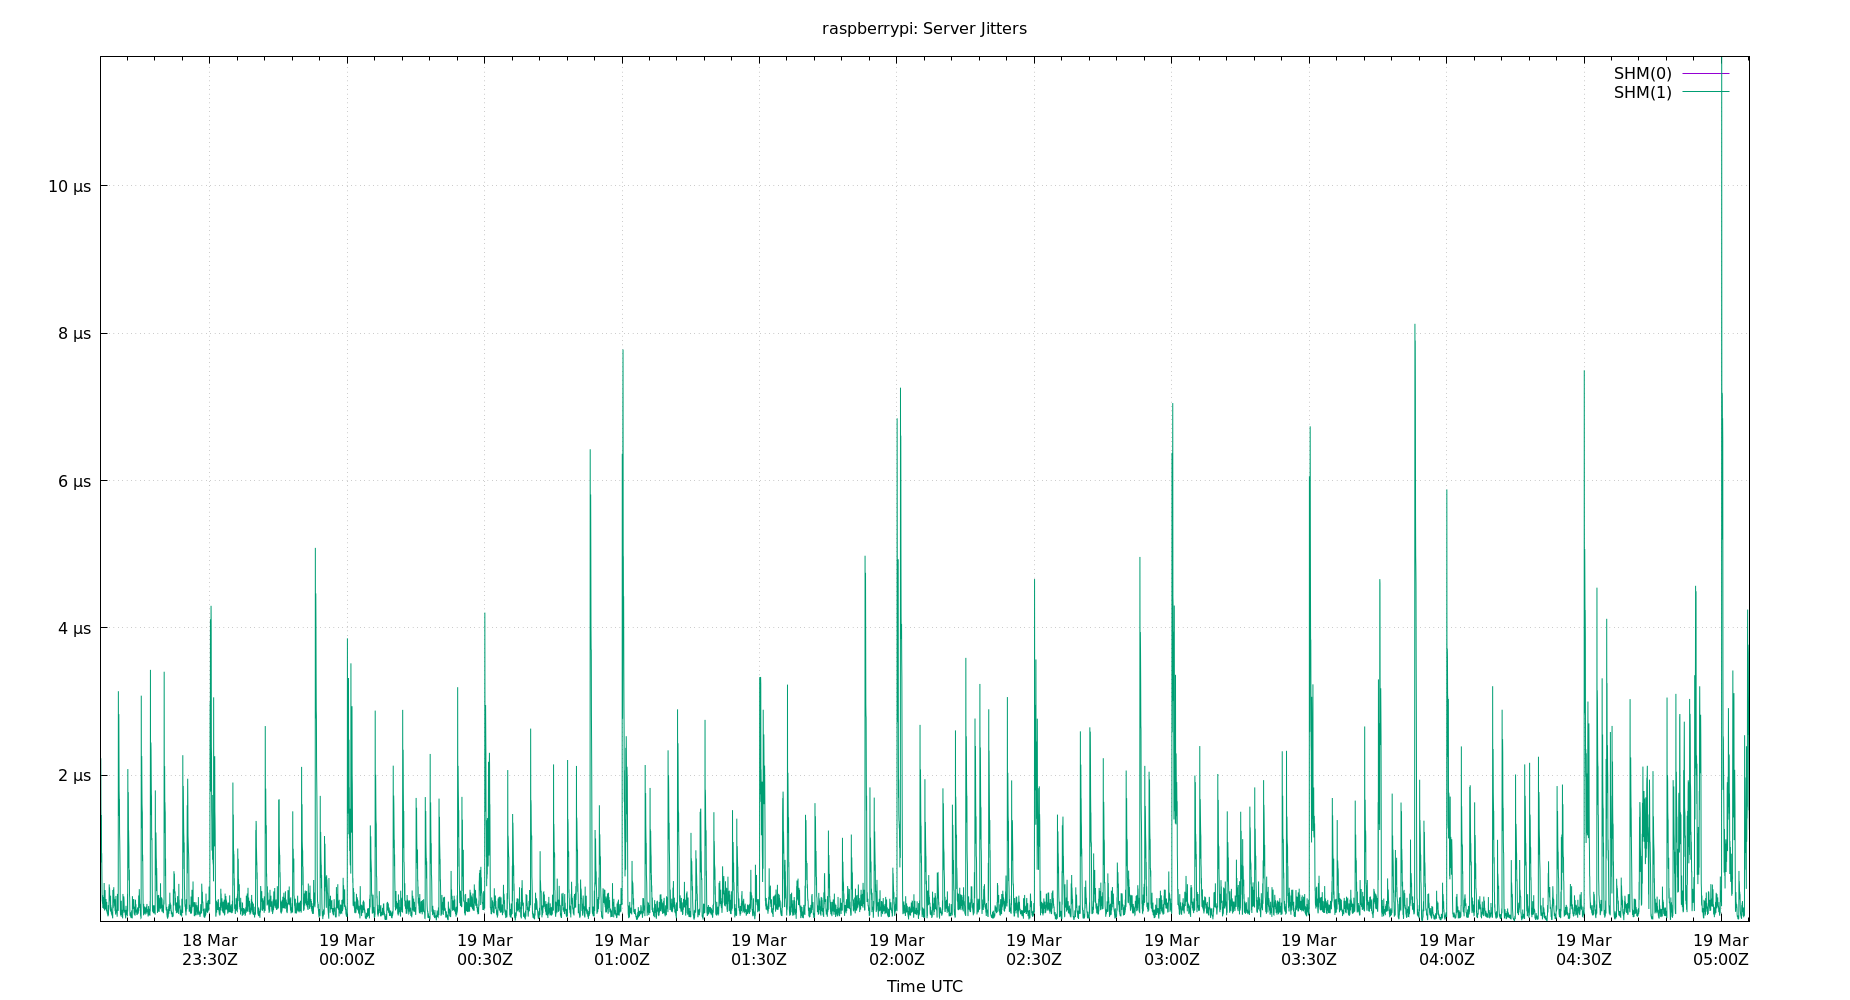 raspberrypi: Server Jitters
SHM(0)
SHM(1)
10 µs
8 µs
6 µs
4 µs
2 µs
18 Mar 19 Mar 19 Mar 19 Mar 19 Mar 19 Mar 19 Mar 19 Mar 19 Mar 19 Mar 19 Mar 19 Mar
23:30Z 00:00Z 00:30Z 01:00Z 01:30Z 02:00Z 02:30Z 03:00Z 03:30Z 04:00Z 04:30Z 05:00Z
Time UTC